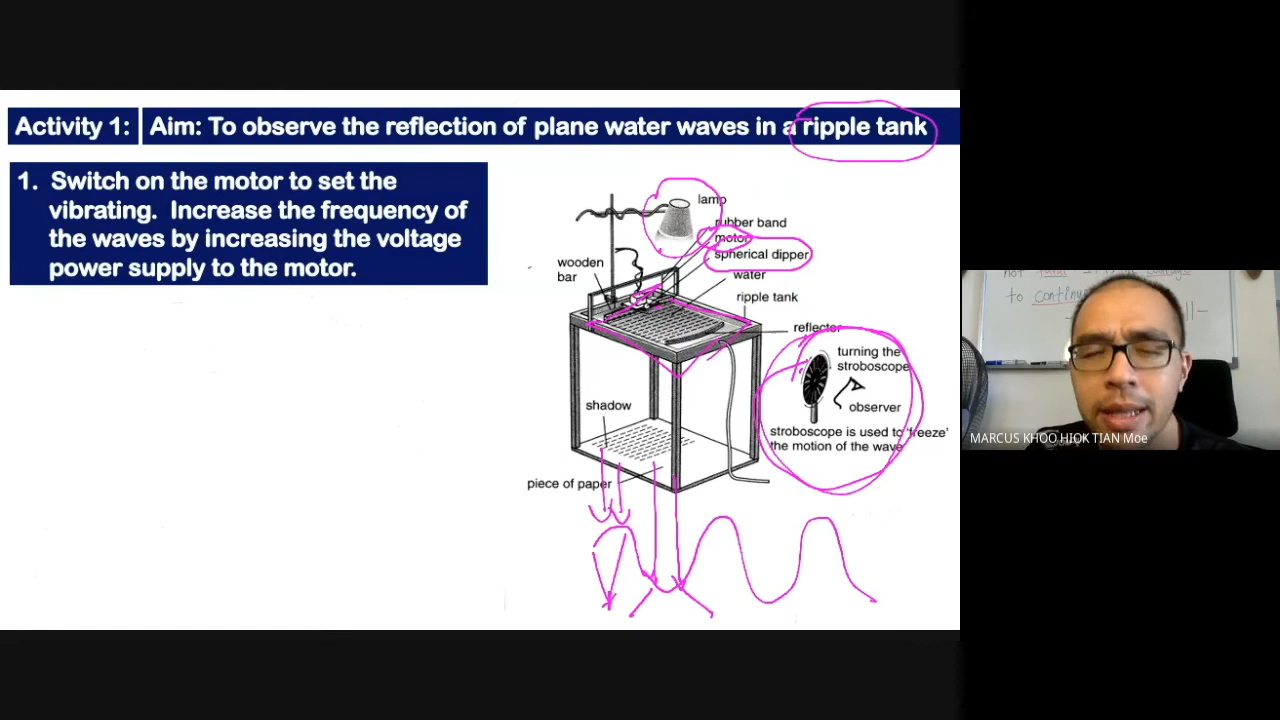 Activity 1:
Aim: To observe the reflection of plane water waves in a ripple tank
1. Switch on the motor to set the
vibrating. Increase the frequency of
the waves by increasing the voltage
power supply to the motor.
lamp
rubber band
motor
spherical dipper
wooden
bar
water
ripple tank
reflector
turning the
stroboscope
observer
stroboscope is used to 'freeze'
the motion of the wave
shadow
piece of paper
to continue
MARCUS KHOO HIOK TIAN Moe